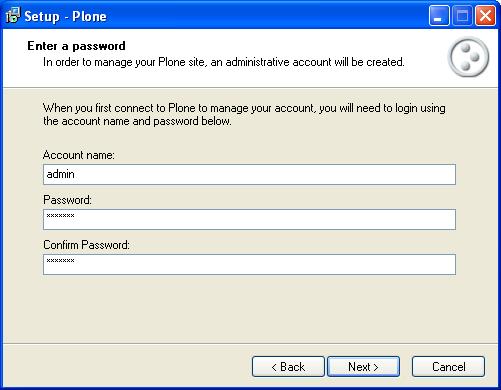 Setup - Plone
Enter a password
In order to manage your Plone site, an administrative account will be created.
When you first connect to Plone to manage your account, you will need to login using
the account name and password below.
Account name:
admin
Password:
×××××××
Confirm Password:
×××××××
< Back
Next >
Cancel